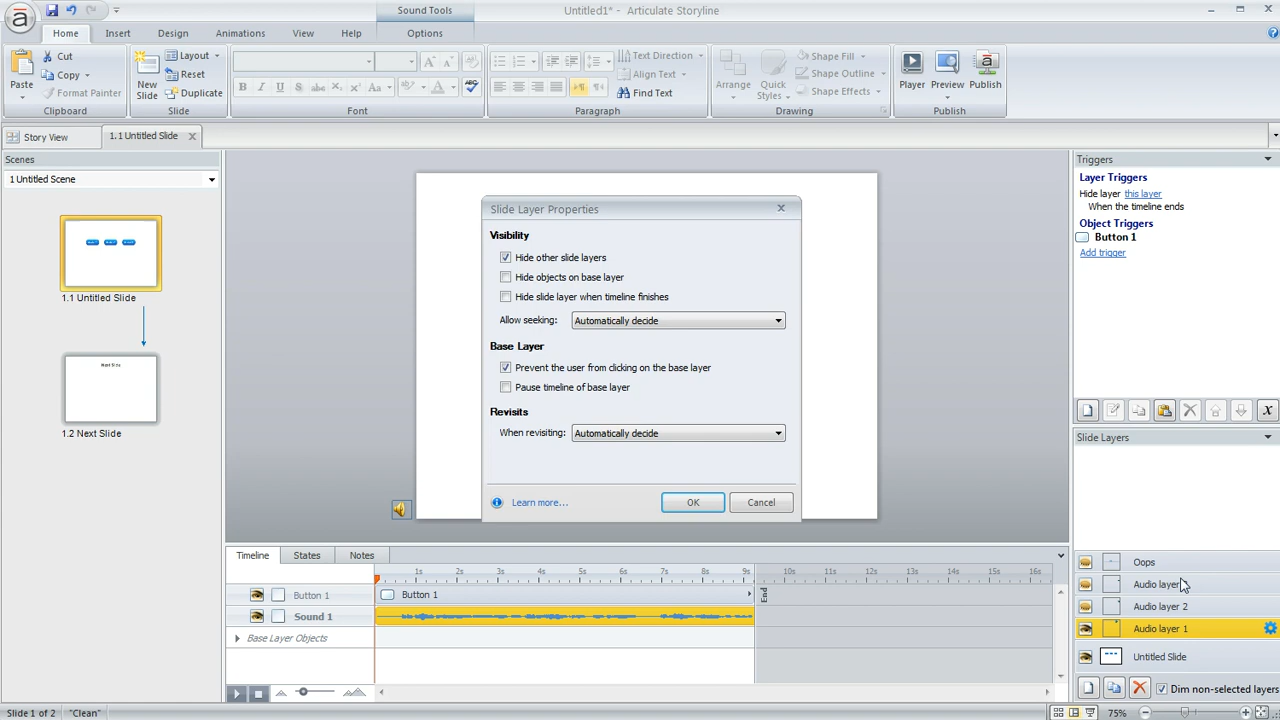 Sound Tools
Untitled1* - Articulate Storyline
Home Insert Design Animations View Help Options
Paste
Cut
Copy
Format Painter
Clipboard
New Slide
Layout
Reset
Duplicate
Slide
B I U S abc Aa A
Font
Text Direction
Align Text
Find Text
Paragraph
Arrange
Quick Styles
Shape Fill
Shape Outline
Shape Effects
Drawing
Player
Preview
Publish
Publish
Story View
1.1 Untitled Slide
Scenes
1 Untitled Scene
1.1 Untitled Slide
Next Slide
1.2 Next Slide
Slide Layer Properties
Visibility
Hide other slide layers
Hide objects on base layer
Hide slide layer when timeline finishes
Allow seeking: Automatically decide
Base Layer
Prevent the user from clicking on the base layer
Pause timeline of base layer
Revisits
When revisiting: Automatically decide
Learn more...
OK
Cancel
Triggers
Layer Triggers
Hide layer this layer
When the timeline ends
Object Triggers
Button 1
Add trigger
Slide Layers
Oops
Audio layer
Audio layer 2
Audio layer 1
Untitled Slide
Dim non-selected layers
Timeline States Notes
1s 2s 3s 4s 5s 6s 7s 8s 9s 10s 11s 12s 13s 14s 15s 16s
Button 1
Button 1
End
Sound 1
Base Layer Objects
Slide 1 of 2
"Clean"
75%